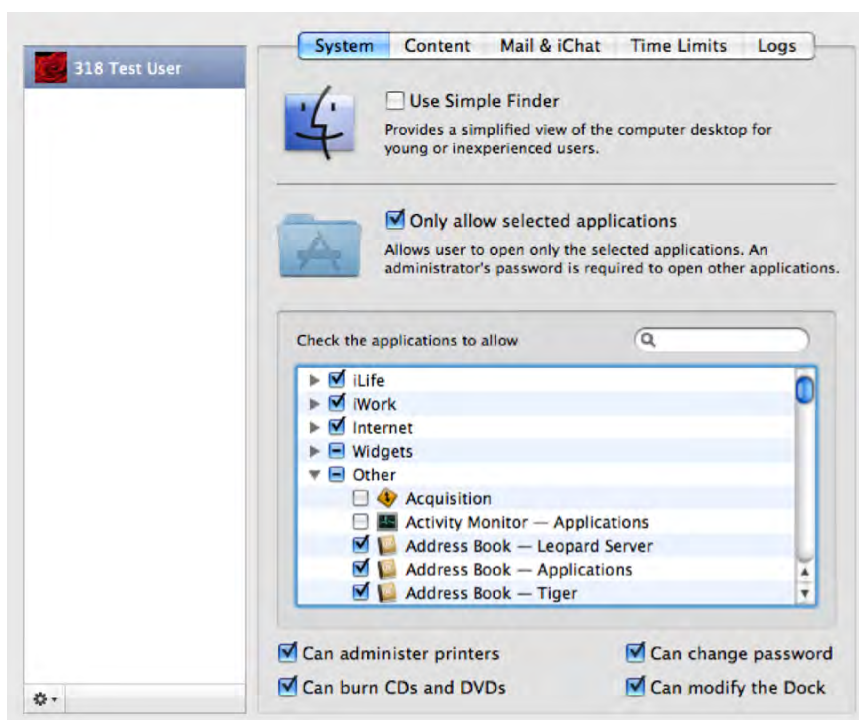 318 Test User
System Content Mail & iChat Time Limits Logs
Use Simple Finder
Provides a simplified view of the computer desktop for
young or inexperienced users.
Only allow selected applications
Allows user to open only the selected applications. An
administrator's password is required to open other applications.
Check the applications to allow
iLife
iWork
Internet
Widgets
Other
Acquisition
Activity Monitor — Applications
Address Book — Leopard Server
Address Book — Applications
Address Book — Tiger
Can administer printers
Can change password
Can burn CDs and DVDs
Can modify the Dock